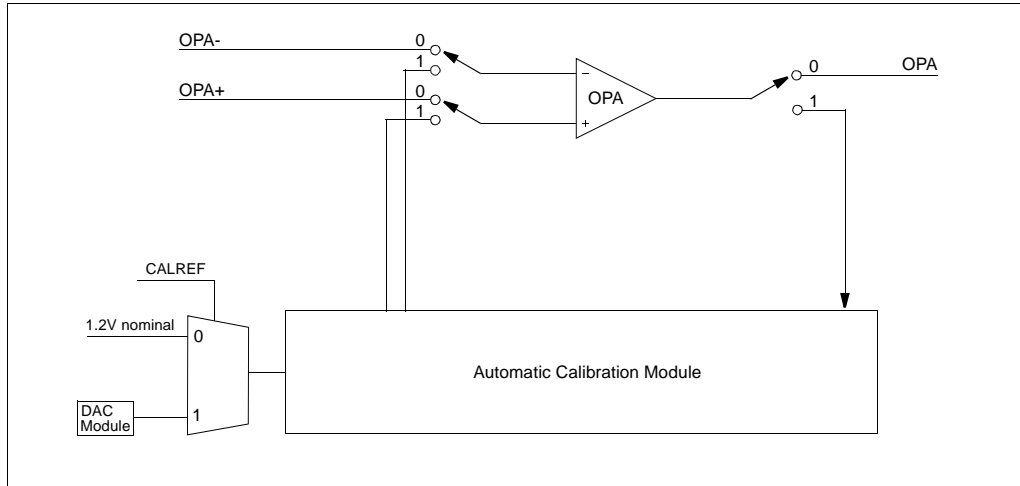 OPA-
0
1
OPA+
0
1
−
OPA
+
0
OPA
1
CALREF
1.2V nominal
0
Automatic Calibration Module
DAC
Module
1